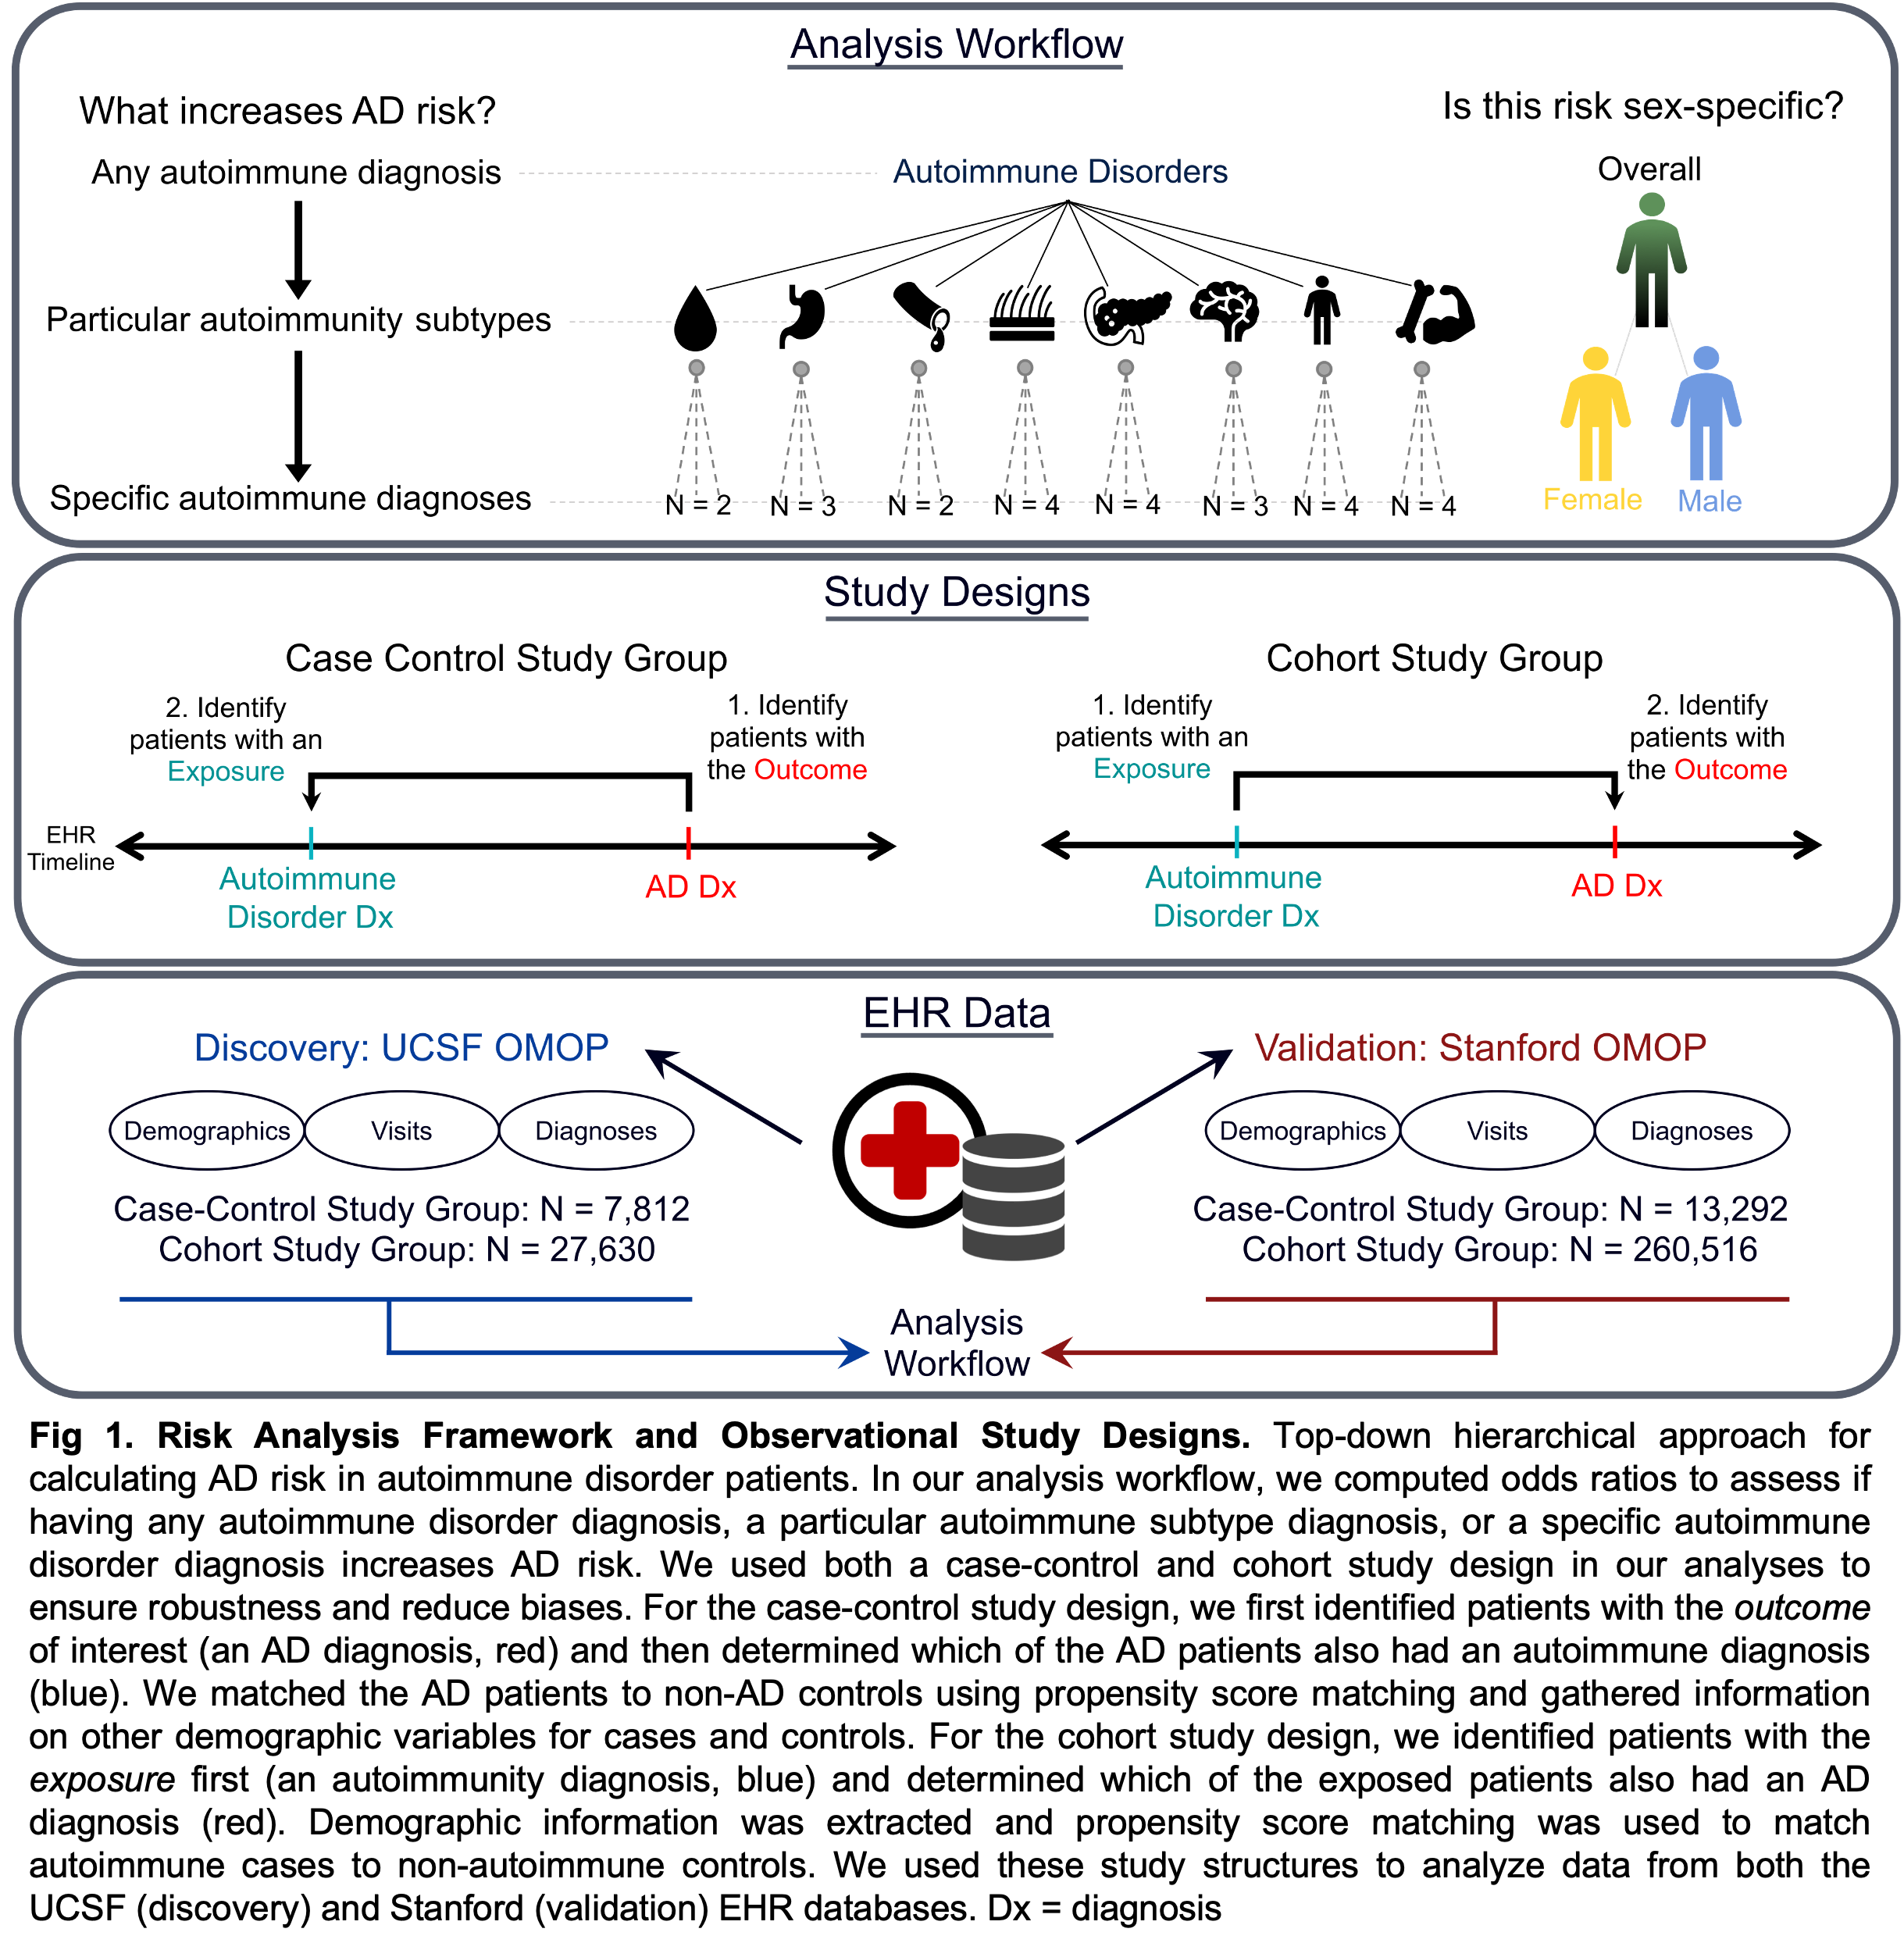 Analysis Workflow
What increases AD risk?
Is this risk sex-specific?
Any autoimmune diagnosis
Autoimmune Disorders
Overall
Particular autoimmunity subtypes
Specific autoimmune diagnoses
N = 2
N = 3
N = 2
N = 4
N = 4
N = 3
N = 4
N = 4
Female
Male
Study Designs
Case Control Study Group
2. Identify
patients with an
Exposure
1. Identify
patients with
the Outcome
EHR
Timeline
Autoimmune
Disorder Dx
AD Dx
Cohort Study Group
1. Identify
patients with an
Exposure
2. Identify
patients with
the Outcome
Autoimmune
Disorder Dx
AD Dx
EHR Data
Discovery: UCSF OMOP
Demographics
Visits
Diagnoses
Case-Control Study Group: N = 7,812
Cohort Study Group: N = 27,630
Validation: Stanford OMOP
Demographics
Visits
Diagnoses
Case-Control Study Group: N = 13,292
Cohort Study Group: N = 260,516
Analysis
Workflow
Fig 1. Risk Analysis Framework and Observational Study Designs. Top-down hierarchical approach for
calculating AD risk in autoimmune disorder patients. In our analysis workflow, we computed odds ratios to assess if
having any autoimmune disorder diagnosis, a particular autoimmune subtype diagnosis, or a specific autoimmune
disorder diagnosis increases AD risk. We used both a case-control and cohort study design in our analyses to
ensure robustness and reduce biases. For the case-control study design, we first identified patients with the outcome
of interest (an AD diagnosis, red) and then determined which of the AD patients also had an autoimmune diagnosis
(blue). We matched the AD patients to non-AD controls using propensity score matching and gathered information
on other demographic variables for cases and controls. For the cohort study design, we identified patients with the
exposure first (an autoimmunity diagnosis, blue) and determined which of the exposed patients also had an AD
diagnosis (red). Demographic information was extracted and propensity score matching was used to match
autoimmune cases to non-autoimmune controls. We used these study structures to analyze data from both the
UCSF (discovery) and Stanford (validation) EHR databases. Dx = diagnosis